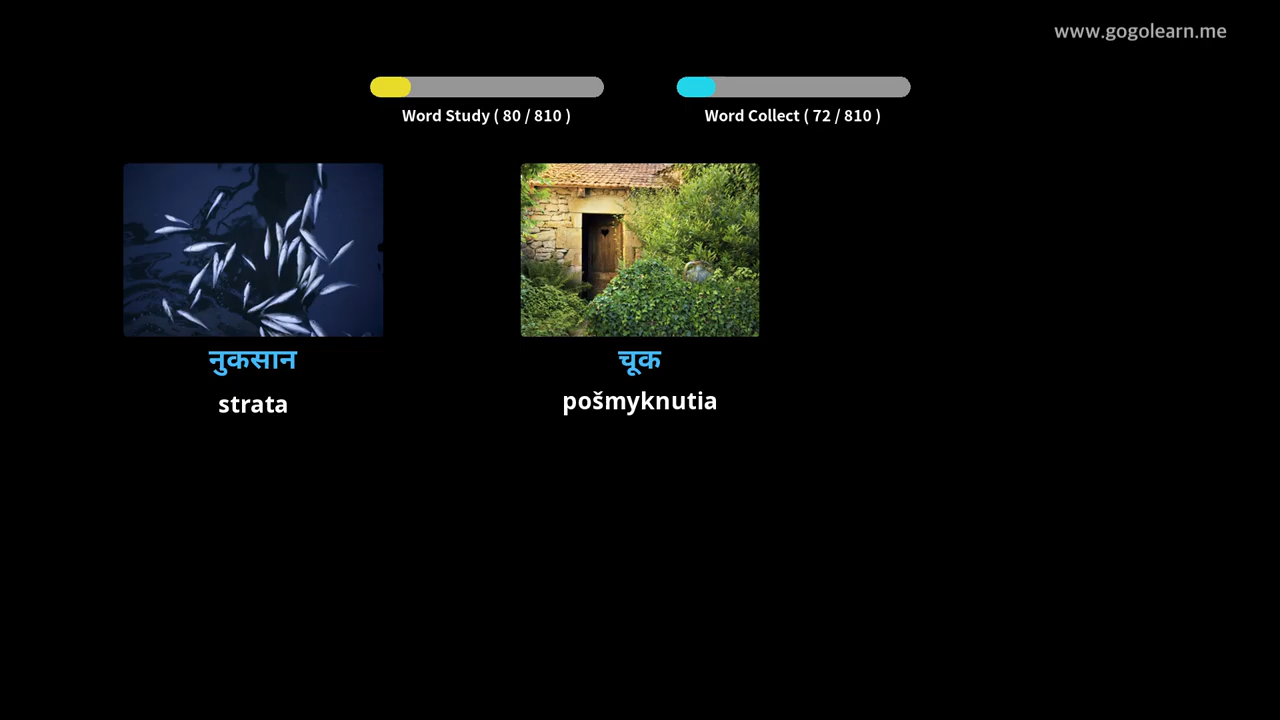 www.gogolearn.me
Word Study ( 80 / 810 )
Word Collect ( 72 / 810 )
नुकसान
strata
चूक
pošmyknutia